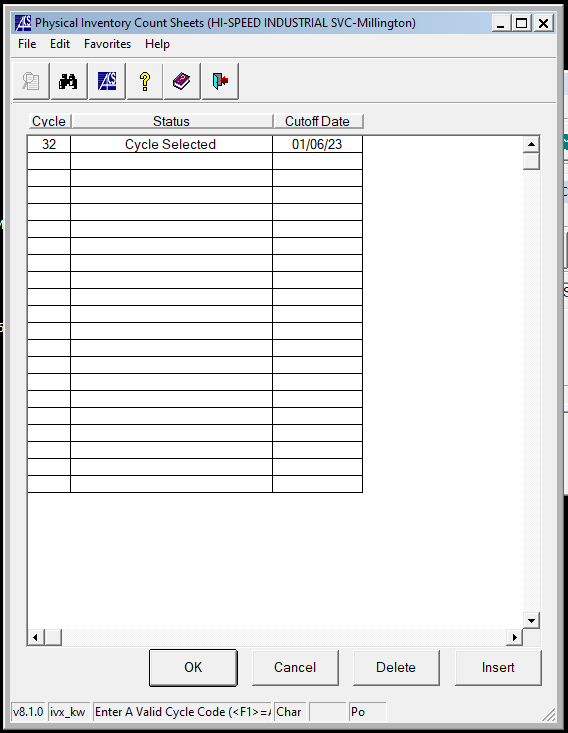 Physical Inventory Count Sheets (HI-SPEED INDUSTRIAL SVC-Millington)
File Edit Favorites Help
Cycle Status Cutoff Date
32 Cycle Selected 01/06/23
OK Cancel Delete Insert
v8.1.0 ivx_kw Enter A Valid Cycle Code (<F1>=A Char Po